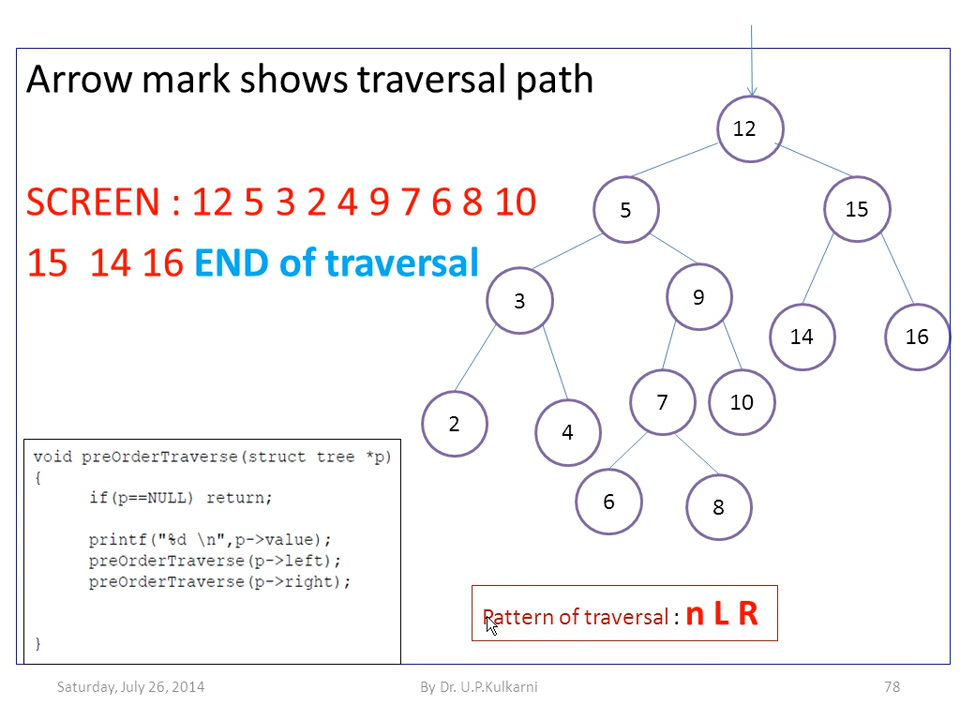 Arrow mark shows traversal path
SCREEN : 12 5 3 2 4 9 7 6 8 10
15 14 16 END of traversal
12
5
15
3
9
14
16
2
4
7
10
6
8
void preOrderTraverse(struct tree *p)
{
if(p==NULL) return;
printf("%d \n",p->value);
preOrderTraverse(p->left);
preOrderTraverse(p->right);
}
Pattern of traversal : n L R
Saturday, July 26, 2014
By Dr. U.P.Kulkarni
78